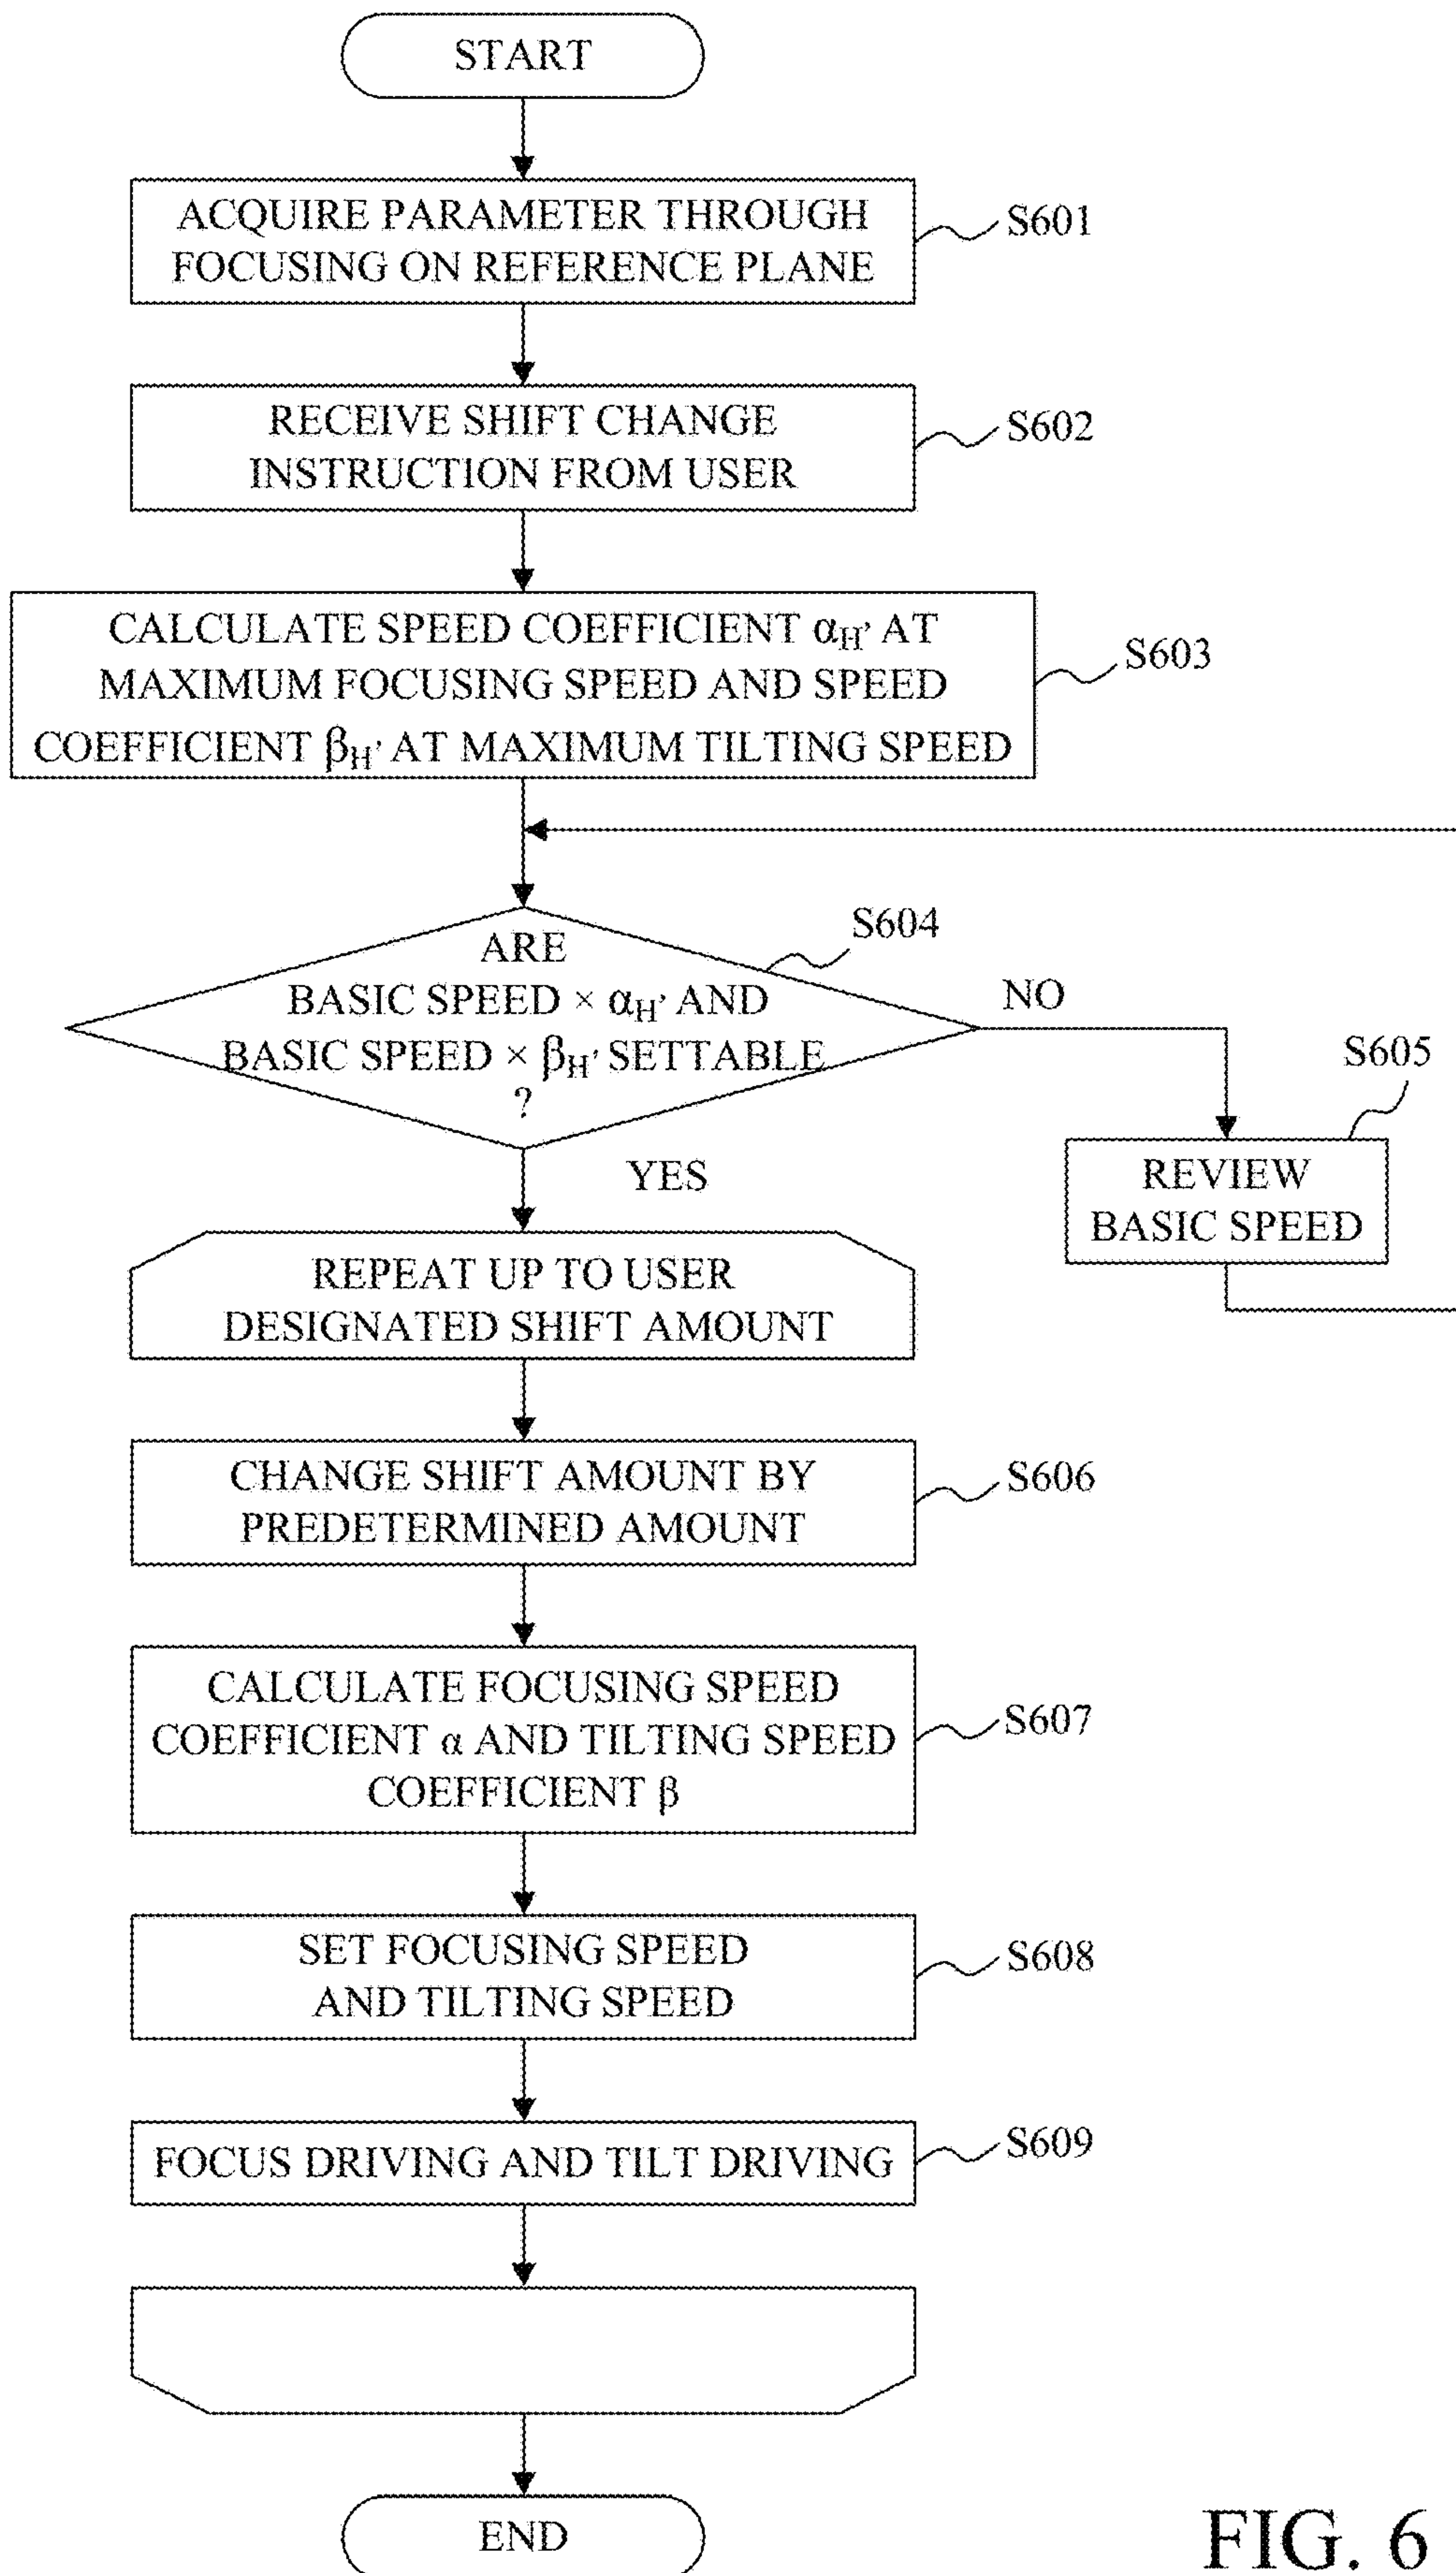 START
ACQUIRE PARAMETER THROUGH
FOCUSING ON REFERENCE PLANE
S601
RECEIVE SHIFT CHANGE
INSTRUCTION FROM USER
S602
CALCULATE SPEED COEFFICIENT αH' AT
MAXIMUM FOCUSING SPEED AND SPEED
COEFFICIENT βH' AT MAXIMUM TILTING SPEED
S603
S604
ARE
BASIC SPEED × αH' AND
BASIC SPEED × βH' SETTABLE
?
NO
S605
REVIEW
BASIC SPEED
YES
REPEAT UP TO USER
DESIGNATED SHIFT AMOUNT
CHANGE SHIFT AMOUNT BY
PREDETERMINED AMOUNT
S606
CALCULATE FOCUSING SPEED
COEFFICIENT α AND TILTING SPEED
COEFFICIENT β
S607
SET FOCUSING SPEED
AND TILTING SPEED
S608
FOCUS DRIVING AND TILT DRIVING
S609
END
FIG. 6